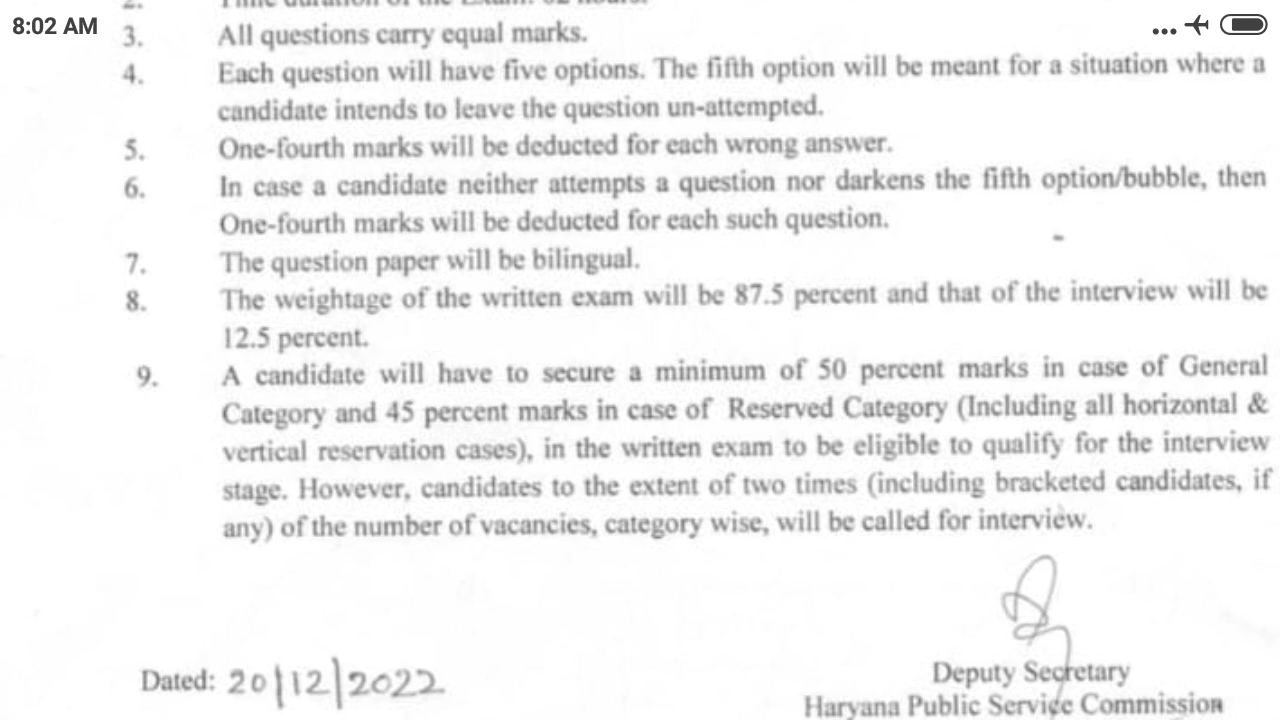 8:02 AM
2. Time duration of the Exam: 02 hours.
3. All questions carry equal marks.
4. Each question will have five options. The fifth option will be meant for a situation where a
candidate intends to leave the question un-attempted.
5. One-fourth marks will be deducted for each wrong answer.
6. In case a candidate neither attempts a question nor darkens the fifth option/bubble, then
One-fourth marks will be deducted for each such question.
7. The question paper will be bilingual.
8. The weightage of the written exam will be 87.5 percent and that of the interview will be
12.5 percent.
9. A candidate will have to secure a minimum of 50 percent marks in case of General
Category and 45 percent marks in case of Reserved Category (Including all horizontal &
vertical reservation cases), in the written exam to be eligible to qualify for the interview
stage. However, candidates to the extent of two times (including bracketed candidates, if
any) of the number of vacancies, category wise, will be called for interview.
Dated: 20/12/2022
Deputy Secretary
Haryana Public Service Commission